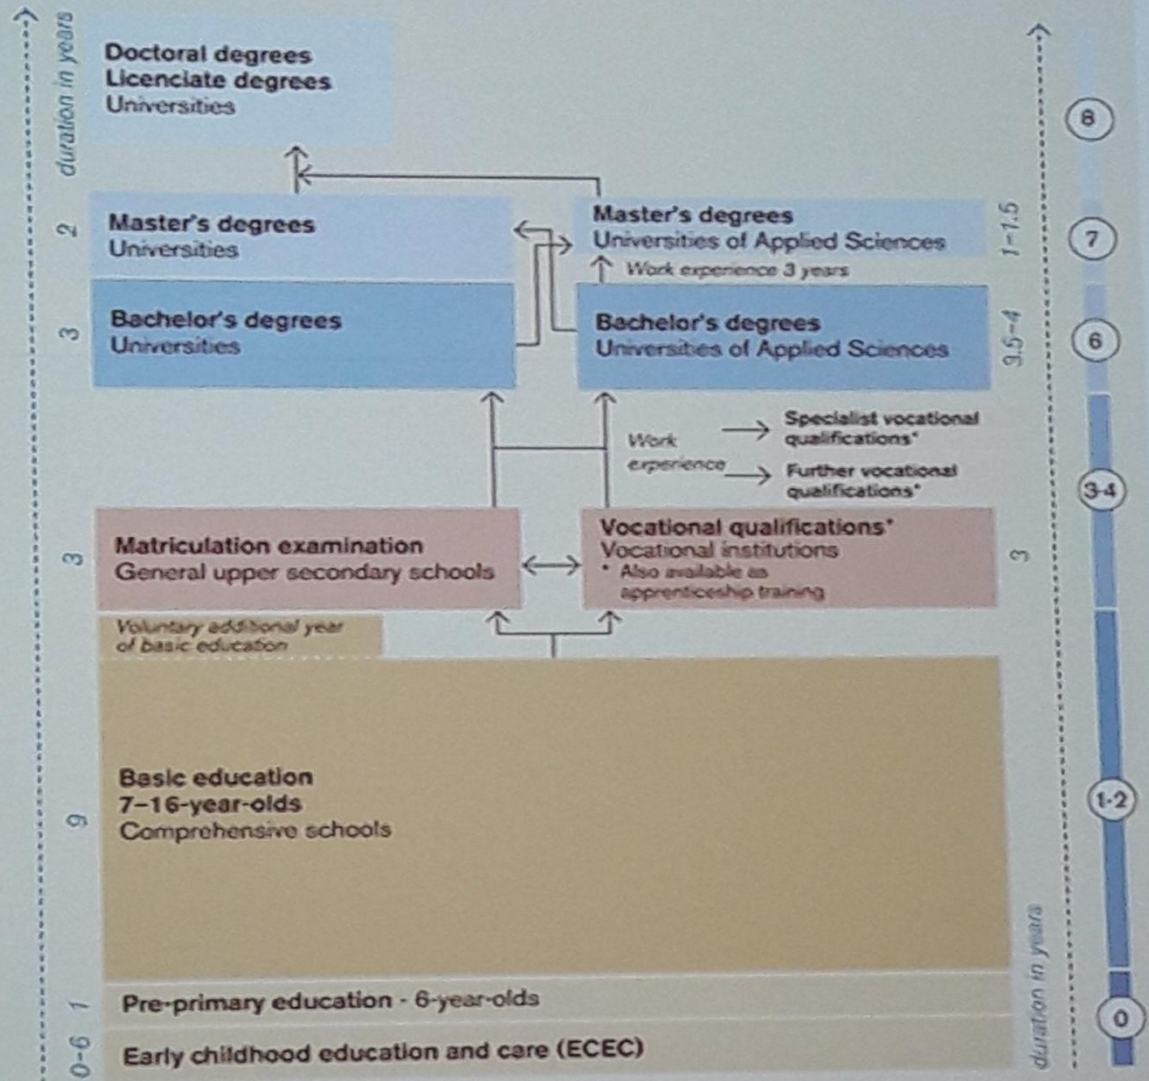 duration in years
Doctoral degrees
Licenciate degrees
Universities
8
2
Master's degrees
Universities
Master's degrees
Universities of Applied Sciences
1–1.5
7
Work experience 3 years
3
Bachelor's degrees
Universities
Bachelor's degrees
Universities of Applied Sciences
3.5–4
6
Work
experience
Specialist vocational
qualifications*
Further vocational
qualifications*
3-4
3
Matriculation examination
General upper secondary schools
Vocational qualifications*
Vocational institutions
* Also available as
apprenticeship training
3
Voluntary additional year
of basic education
9
Basic education
7–16-year-olds
Comprehensive schools
1-2
1
Pre-primary education - 6-year-olds
0–6
Early childhood education and care (ECEC)
duration in years
0